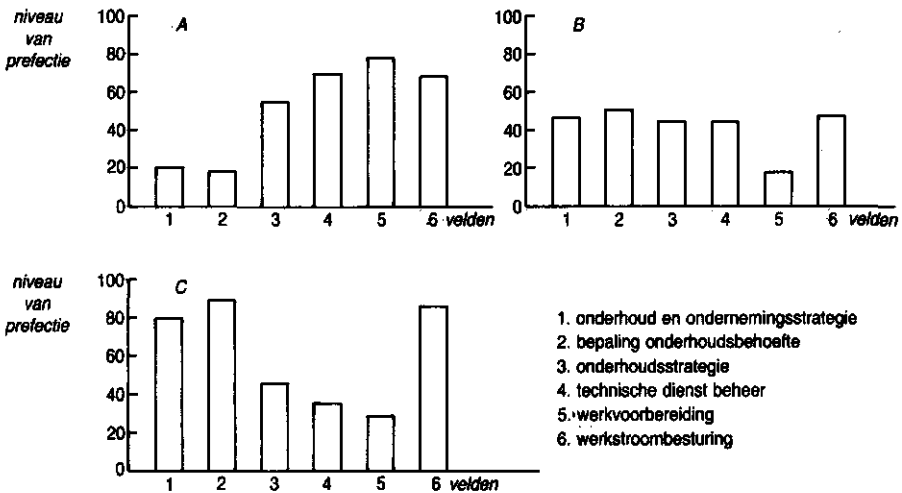 niveau
van
prefectie
A
100
80
60
40
20
0
1 2 3 4 5 6 velden
B
100
80
60
40
20
0
1 2 3 4 5 6 velden
niveau
van
prefectie
C
100
80
60
40
20
0
1 2 3 4 5 6 velden
1. onderhoud en ondernemingsstrategie
2. bepaling onderhoudsbehoefte
3. onderhoudsstrategie
4. technische dienst beheer
5. werkvoorbereiding
6. werkstroombesturing